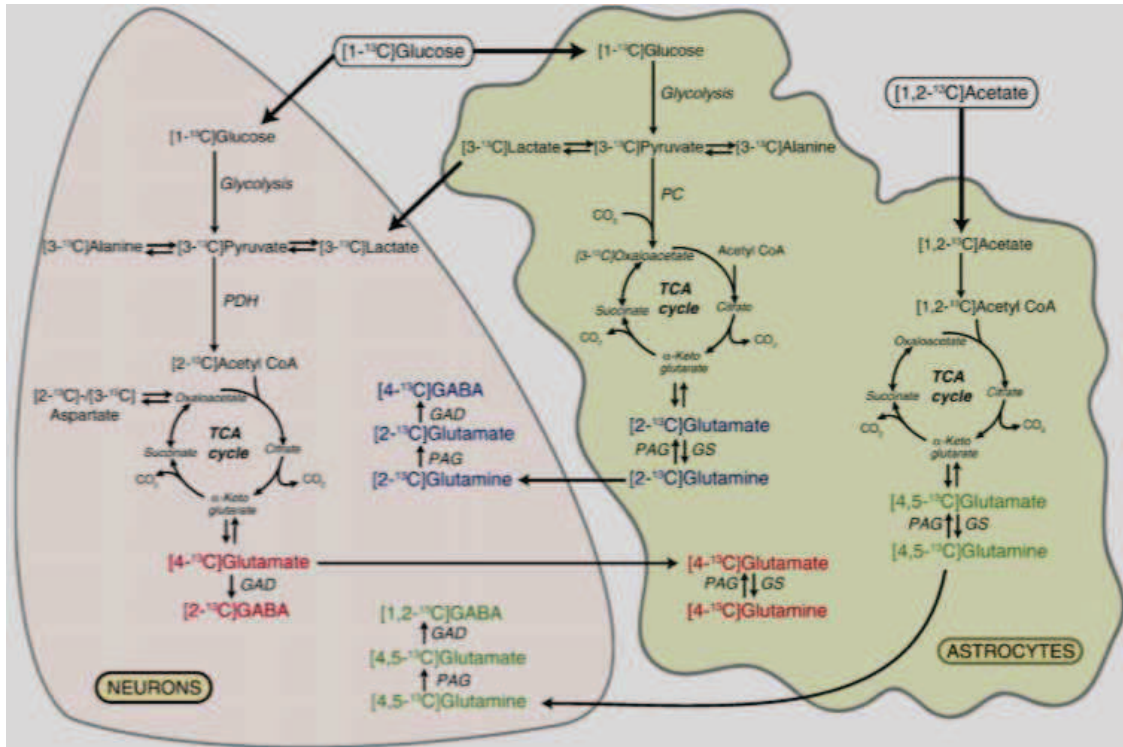 [1-¹³C]Glucose
[1-¹³C]Glucose
[1,2-¹³C]Acetate
Glycolysis
[1-¹³C]Glucose
[3-¹³C]Lactate
[3-¹³C]Pyruvate
[3-¹³C]Alanine
Glycolysis
PC
CO₂
[3-¹³C]Alanine
[3-¹³C]Pyruvate
[3-¹³C]Lactate
[1,2-¹³C]Acetate
[3-¹³C]Oxaloacetate
Acetyl CoA
PDH
TCA
cycle
Succinate
Citrate
[1,2-¹³C]Acetyl CoA
CO₂
CO₂
α-Keto
glutarate
Oxaloacetate
[2-¹³C]Acetyl CoA
TCA
cycle
Succinate
Citrate
[2-¹³C]-/[3-¹³C]
Aspartate
Oxaloacetate
[4-¹³C]GABA
GAD
[2-¹³C]Glutamate
PAG
[2-¹³C]Glutamine
[2-¹³C]Glutamate
PAG
GS
[2-¹³C]Glutamine
CO₂
CO₂
α-Keto
glutarate
TCA
cycle
Succinate
Citrate
CO₂
CO₂
α-Keto
glutarate
[4,5-¹³C]Glutamate
PAG
GS
[4,5-¹³C]Glutamine
[4-¹³C]Glutamate
GAD
[2-¹³C]GABA
[4-¹³C]Glutamate
PAG
GS
[4-¹³C]Glutamine
[1,2-¹³C]GABA
GAD
[4,5-¹³C]Glutamate
PAG
[4,5-¹³C]Glutamine
NEURONS
ASTROCYTES